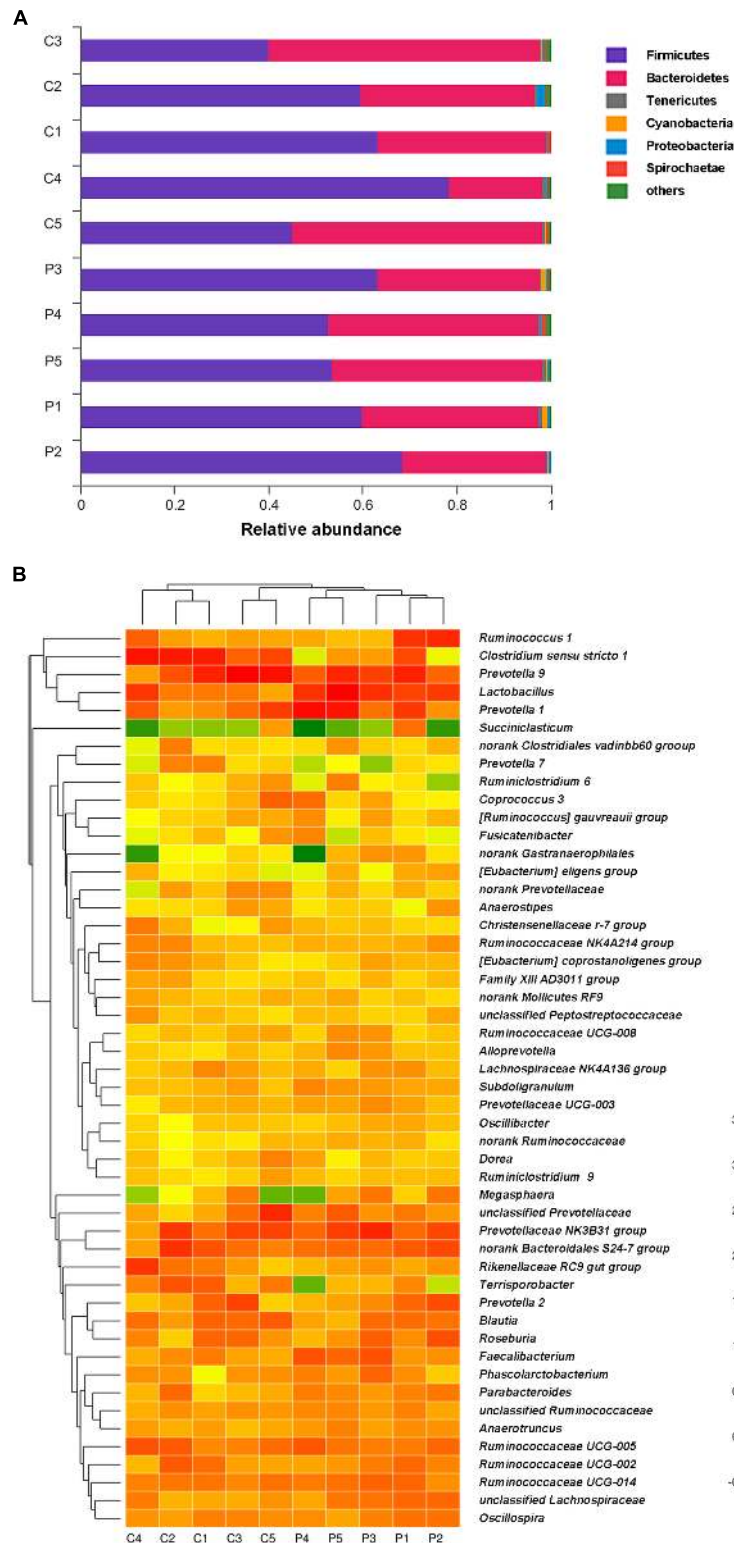 A
C3
C2
C1
C4
C5
P3
P4
P5
P1
P2
0 0.2 0.4 0.6 0.8 1
Relative abundance
Firmicutes
Bacteroidetes
Tenericutes
Cyanobacteria
Proteobacteria
Spirochaetae
others
B
Ruminococcus 1
Clostridium sensu stricto 1
Prevotella 9
Lactobacillus
Prevotella 1
Succiniclasticum
norank Clostridiales vadinbb60 grooup
Prevotella 7
Ruminiclostridium 6
Coprococcus 3
[Ruminococcus] gauvreauii group
Fusicatenibacter
norank Gastranaerophilales
[Eubacterium] eligens group
norank Prevotellaceae
Anaerostipes
Christensenellaceae r-7 group
Ruminococcaceae NK4A214 group
[Eubacterium] coprostanoligenes group
Family XIII AD3011 group
norank Mollicutes RF9
unclassified Peptostreptococcaceae
Ruminococcaceae UCG-008
Alloprevotella
Lachnospiraceae NK4A136 group
Subdoligranulum
Prevotellaceae UCG-003
Oscillibacter
norank Ruminococcaceae
Dorea
Ruminiclostridium 9
Megasphaera
unclassified Prevotellaceae
Prevotellaceae NK3B31 group
norank Bacteroidales S24-7 group
Rikenellaceae RC9 gut group
Terrisporobacter
Prevotella 2
Blautia
Roseburia
Faecalibacterium
Phascolarctobacterium
Parabacteroides
unclassified Ruminococcaceae
Anaerotruncus
Ruminococcaceae UCG-005
Ruminococcaceae UCG-002
Ruminococcaceae UCG-014
unclassified Lachnospiraceae
Oscillospira
C4 C2 C1 C3 C5 P4 P5 P3 P1 P2